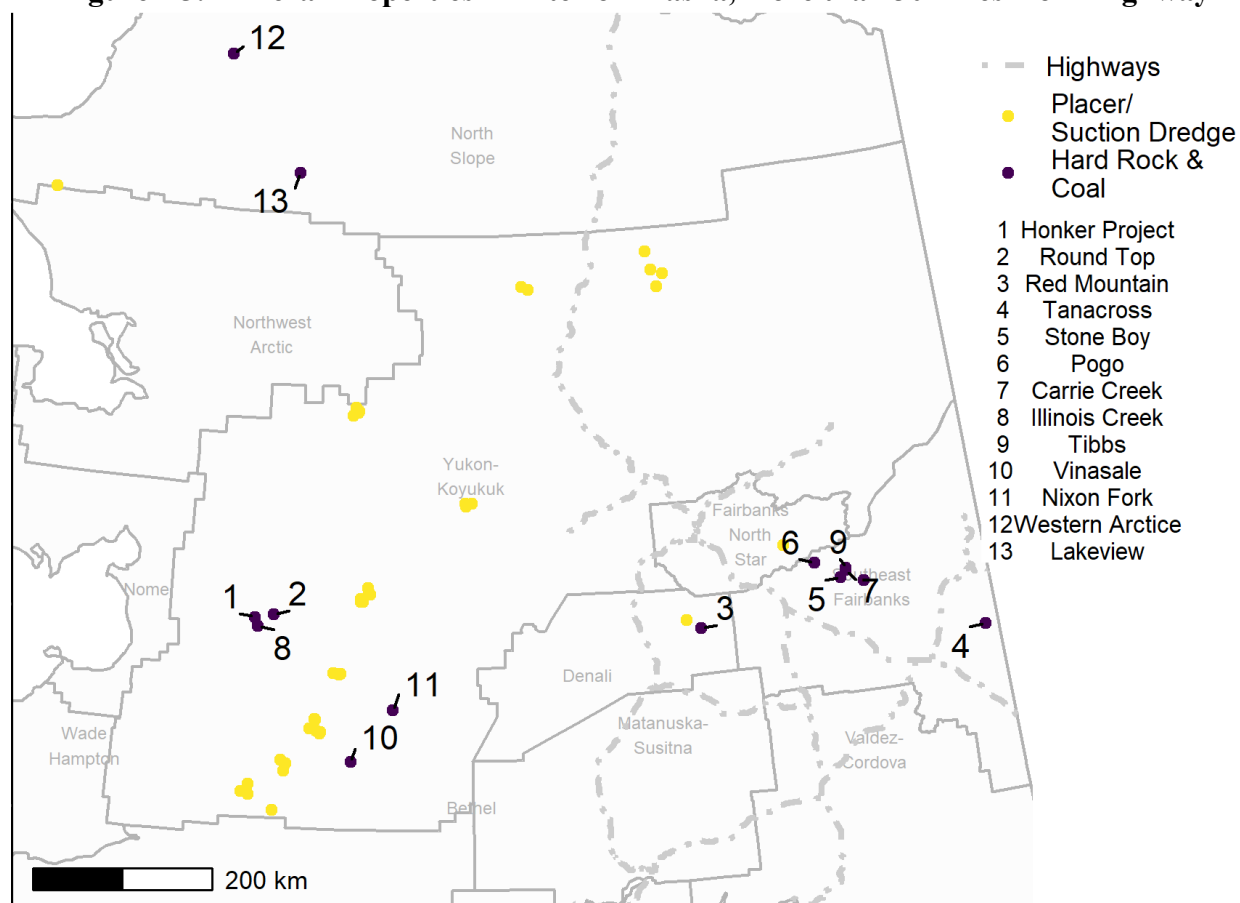 12
Highways
Placer/
Suction Dredge
Hard Rock &
Coal
North
Slope
13
1 Honker Project
2 Round Top
3 Red Mountain
4 Tanacross
5 Stone Boy
6 Pogo
7 Carrie Creek
8 Illinois Creek
9 Tibbs
10 Vinasale
11 Nixon Fork
12 Western Arctice
13 Lakeview
Northwest
Arctic
Yukon-
Koyukuk
Fairbanks
North
Star
6
9
Southeast
Fairbanks
5
7
Nome
1
2
8
3
4
Denali
11
10
Matanuska-
Susitna
Valdez-
Cordova
Wade
Hampton
Bethel
200 km